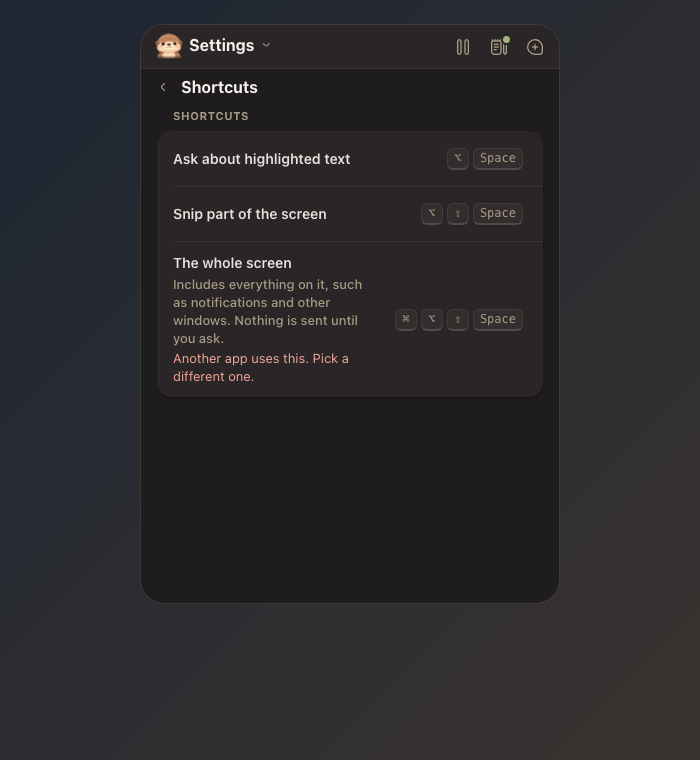 Settings
Shortcuts
SHORTCUTS
Ask about highlighted text ⌥ Space
Snip part of the screen ⌥ ⇧ Space
The whole screen
Includes everything on it, such
as notifications and other
windows. Nothing is sent until
you ask.
⌘ ⌥ ⇧ Space
Another app uses this. Pick a
different one.